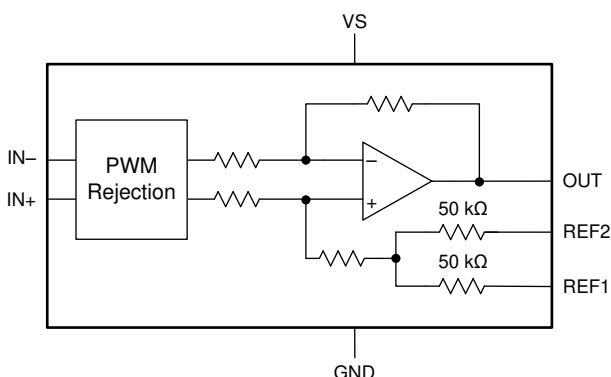 VS
IN–
IN+
PWM
Rejection
–
+
OUT
50 kΩ
REF2
50 kΩ
REF1
GND